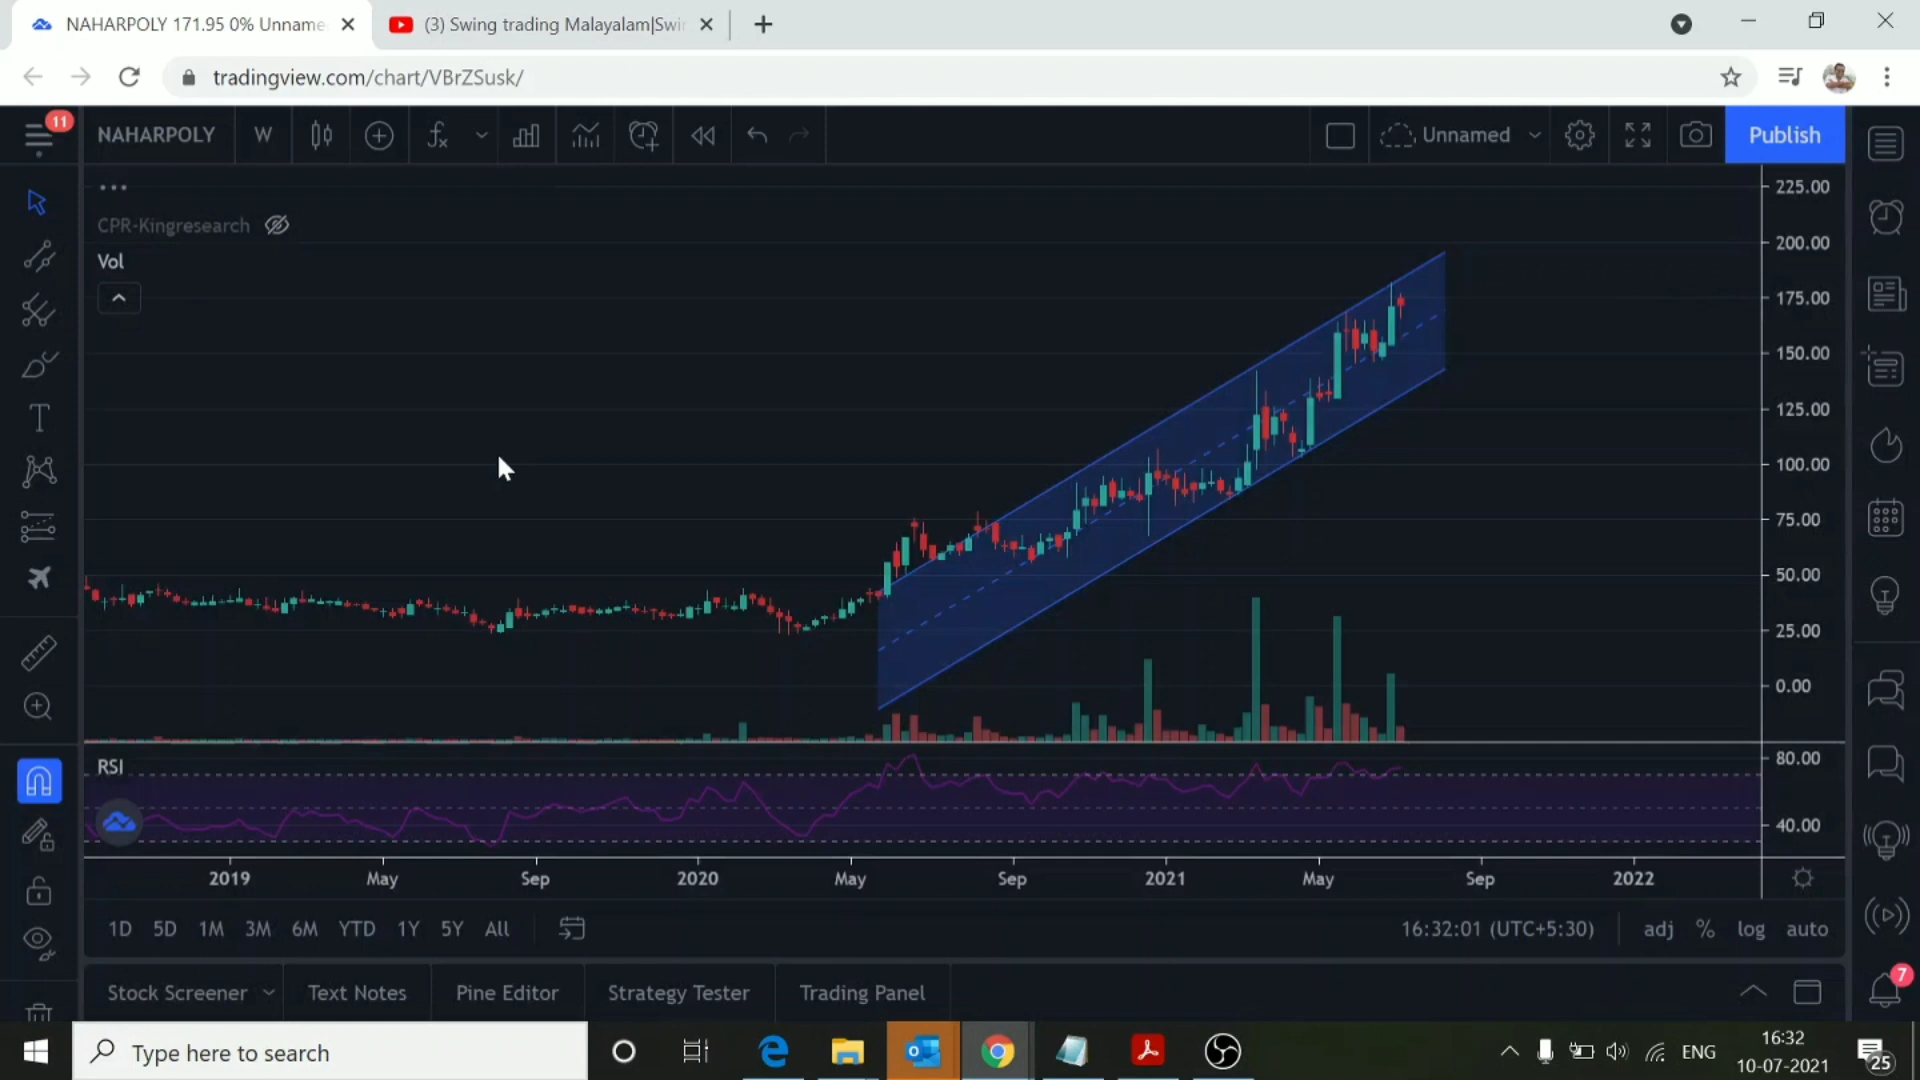 NAHARPOLY 171.95 0% Unname
(3) Swing trading Malayalam|Swi
tradingview.com/chart/VBrZSusk/
11
NAHARPOLY
W
Unnamed
Publish
CPR-Kingresearch
Vol
225.00
200.00
175.00
150.00
125.00
100.00
75.00
50.00
25.00
0.00
RSI
80.00
40.00
2019 May Sep 2020 May Sep 2021 May Sep 2022
1D 5D 1M 3M 6M YTD 1Y 5Y All
16:32:01 (UTC+5:30)
adj % log auto
7
Stock Screener
Text Notes
Pine Editor
Strategy Tester
Trading Panel
Type here to search
ENG
16:32
10-07-2021
25